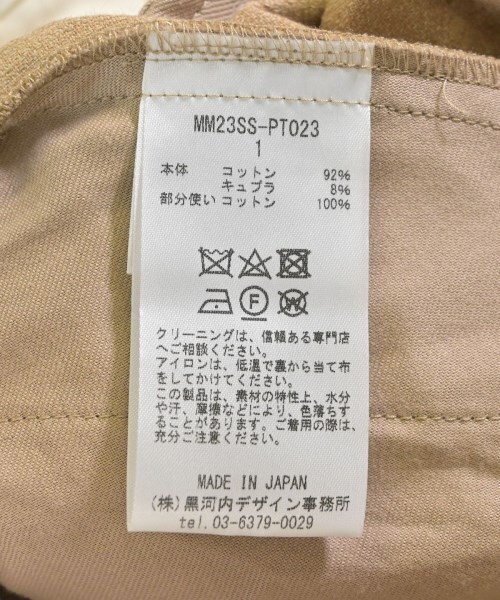 MM23SS-PT023
1
本体 コットン 92%
キュプラ 8%
部分使い コットン 100%
F W
クリーニングは、信頼ある専門店
へご相談ください。
アイロンは、低温で裏から当て布
をしてかけてください。
この製品は、素材の特性上、水分
や汗、摩擦などにより、色落ちす
ることがあります。ご着用の際は、
充分ご注意ください。
MADE IN JAPAN
(株)黒河内デザイン事務所
tel.03-6379-0029